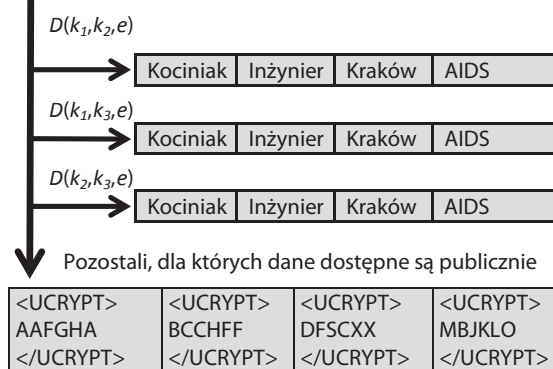 D(k₁,k₂,e)
Kociniak Inżynier Kraków AIDS
D(k₁,k₃,e)
Kociniak Inżynier Kraków AIDS
D(k₂,k₃,e)
Kociniak Inżynier Kraków AIDS
Pozostali, dla których dane dostępne są publicznie
<UCRYPT> <UCRYPT> <UCRYPT> <UCRYPT>
AAFGHA BCCHFF DFSCXX MBJKLO
</UCRYPT> </UCRYPT> </UCRYPT> </UCRYPT>